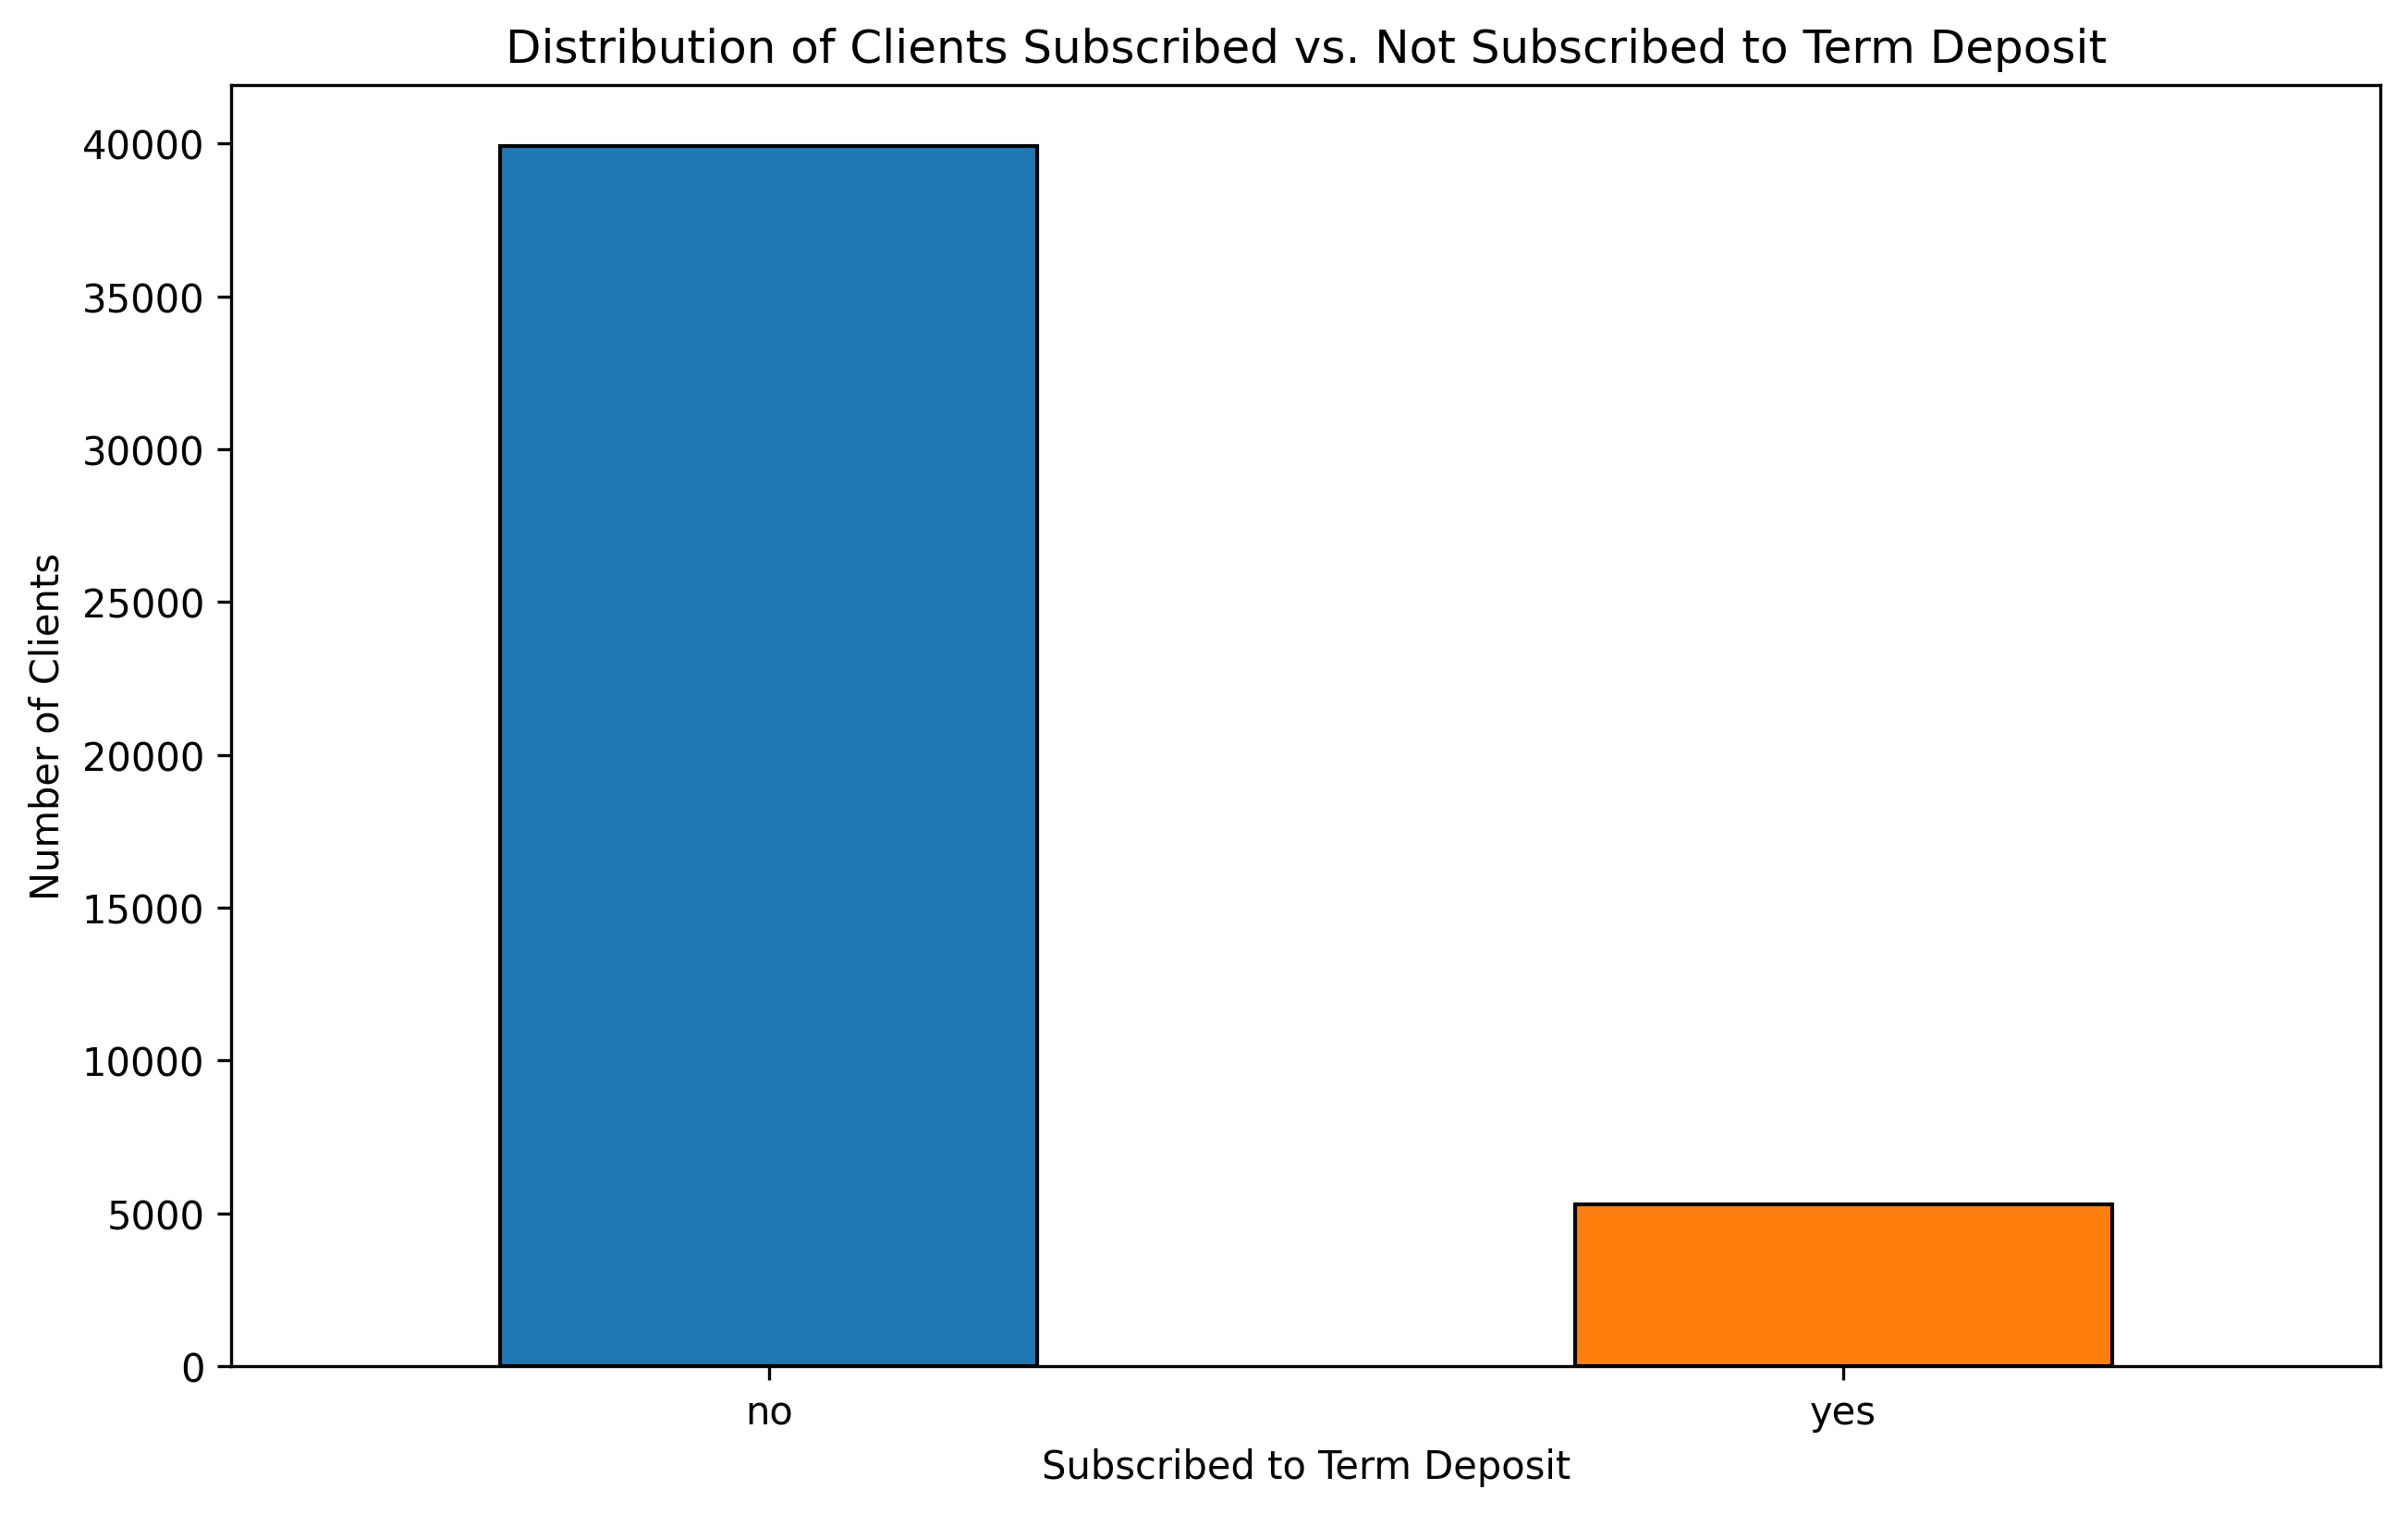 Distribution of Clients Subscribed vs. Not Subscribed to Term Deposit
Number of Clients
40000
35000
30000
25000
20000
15000
10000
5000
0
no
yes
Subscribed to Term Deposit